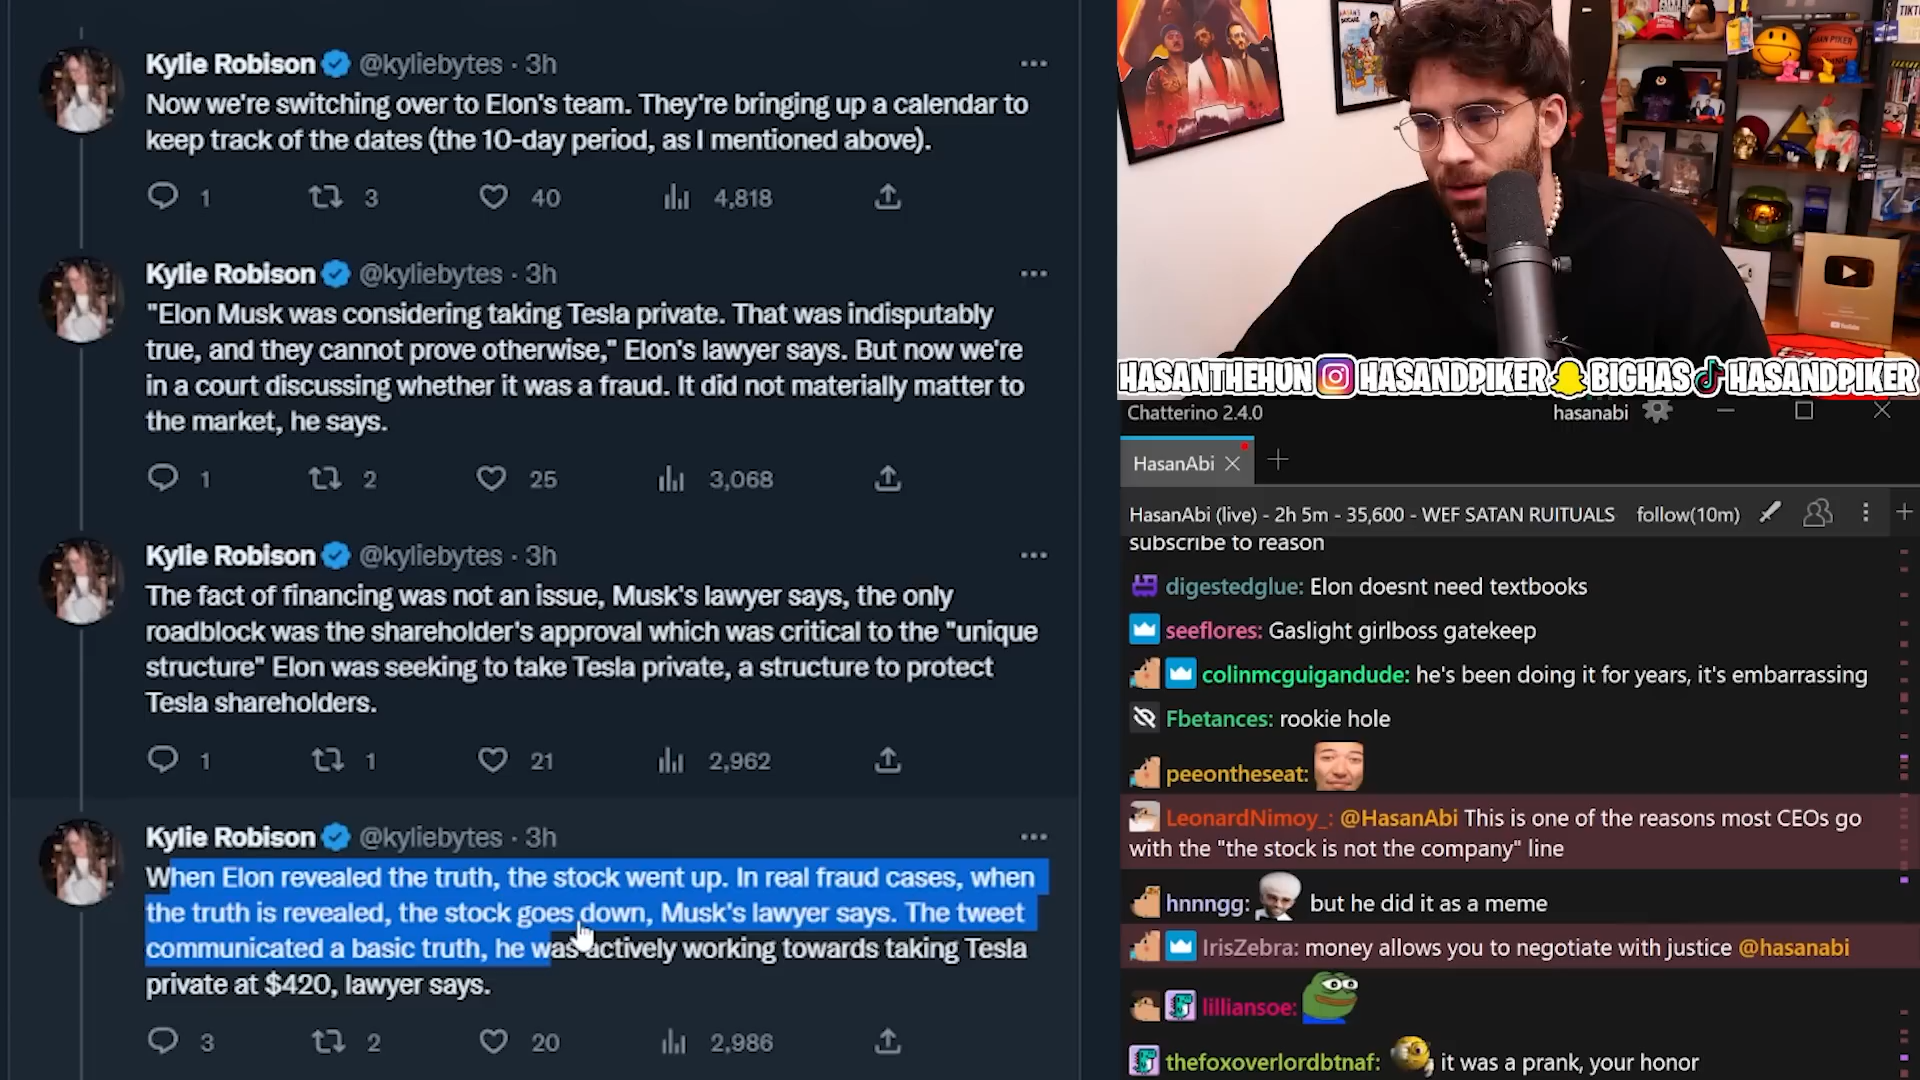 Kylie Robison @kyliebytes · 3h
Now we're switching over to Elon's team. They're bringing up a calendar to
keep track of the dates (the 10-day period, as I mentioned above).
1 3 40 4,818
Kylie Robison @kyliebytes · 3h
"Elon Musk was considering taking Tesla private. That was indisputably
true, and they cannot prove otherwise," Elon's lawyer says. But now we're
in a court discussing whether it was a fraud. It did not materially matter to
the market, he says.
1 2 25 3,068
Kylie Robison @kyliebytes · 3h
The fact of financing was not an issue, Musk's lawyer says, the only
roadblock was the shareholder's approval which was critical to the "unique
structure" Elon was seeking to take Tesla private, a structure to protect
Tesla shareholders.
1 1 21 2,962
Kylie Robison @kyliebytes · 3h
When Elon revealed the truth, the stock went up. In real fraud cases, when
the truth is revealed, the stock goes down, Musk's lawyer says. The tweet
communicated a basic truth, he was actively working towards taking Tesla
private at $420, lawyer says.
3 2 20 2,986
HASANTHEHUN HASANDPIKER BIGHAS HASANDPIKER
Chatterino 2.4.0 hasanabi
HasanAbi
HasanAbi (live) - 2h 5m - 35,600 - WEF SATAN RUITUALS follow(10m)
subscribe to reason
digestedglue: Elon doesnt need textbooks
seeflores: Gaslight girlboss gatekeep
colinmcguigandude: he's been doing it for years, it's embarrassing
Fbetances: rookie hole
peeontheseat:
LeonardNimoy_: @HasanAbi This is one of the reasons most CEOs go
with the "the stock is not the company" line
hnnngg: but he did it as a meme
IrisZebra: money allows you to negotiate with justice @hasanabi
lilliansoe:
thefoxoverlordbtnaf: it was a prank, your honor